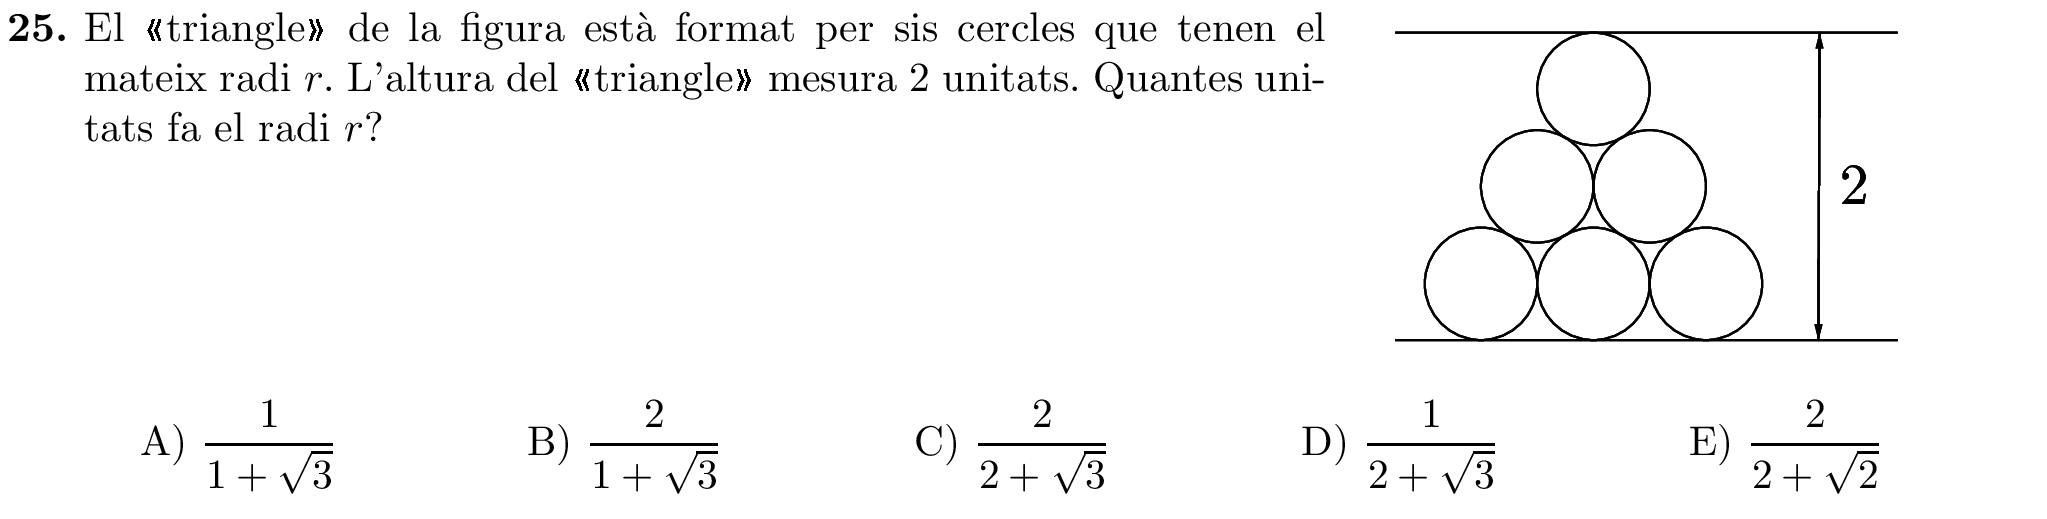 25. El «triangle» de la figura està format per sis cercles que tenen el
mateix radi r. L'altura del «triangle» mesura 2 unitats. Quantes uni-
tats fa el radi r?
2
A) \frac{1}{1+\sqrt{3}} B) \frac{2}{1+\sqrt{3}} C) \frac{2}{2+\sqrt{3}} D) \frac{1}{2+\sqrt{3}} E) \frac{2}{2+\sqrt{2}}